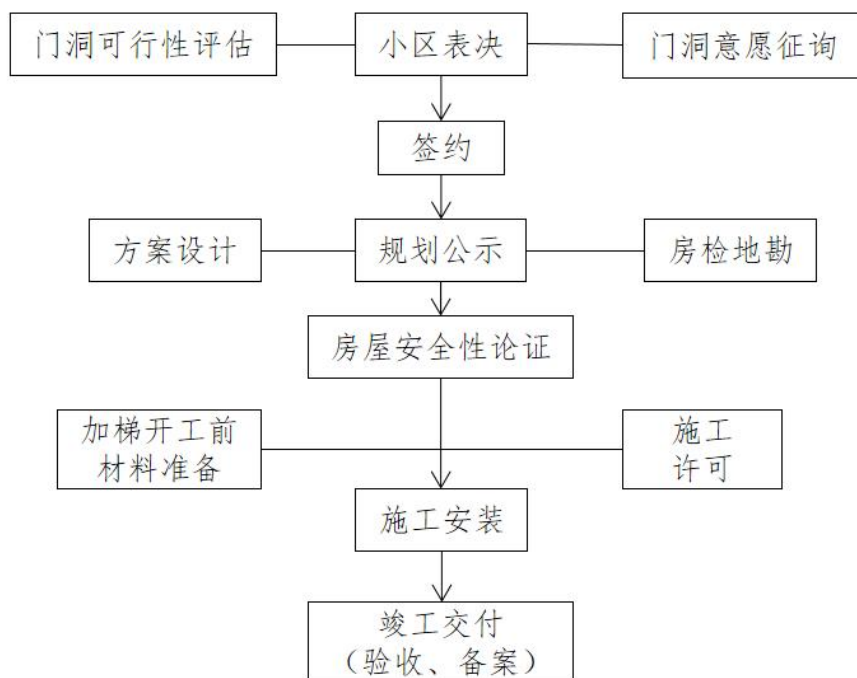 门洞可行性评估
小区表决
门洞意愿征询
签约
方案设计
规划公示
房检地勘
房屋安全性论证
加梯开工前
材料准备
施工
许可
施工安装
竣工交付
（验收、备案）